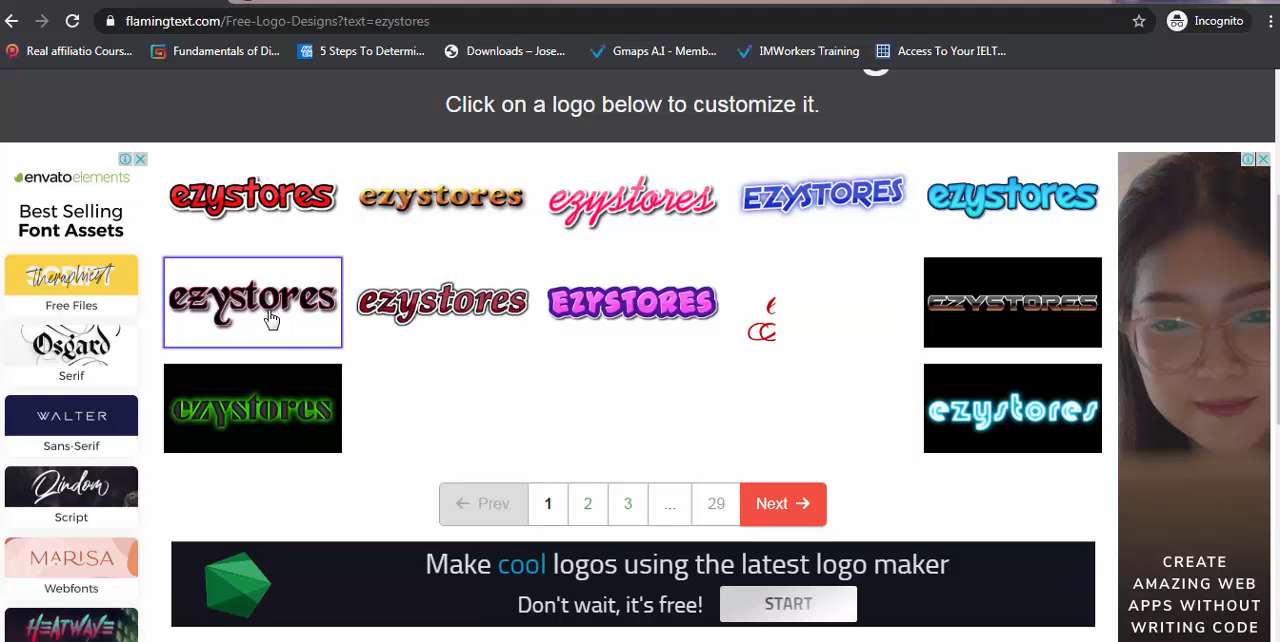 flamingtext.com/Free-Logo-Designs?text=ezystores
Incognito
Real affiliatio Cours...
Fundamentals of Di...
5 Steps To Determi...
Downloads – Jose...
Gmaps A.I - Memb...
IMWorkers Training
Access To Your IELT...
Click on a logo below to customize it.
envatoelements
Best Selling
Font Assets
Free Files
Osgard
Serif
WALTER
Sans-Serif
Script
MARISA
Webfonts
HEATWAVE
ezystores
ezystores
ezystores
EZYSTORES
ezystores
ezystores
ezystores
EZYSTORES
EZYSTORES
ezystores
ezystores
← Prev.
1
2
3
...
29
Next →
Make cool logos using the latest logo maker
Don't wait, it's free!
START
CREATE
AMAZING WEB
APPS WITHOUT
WRITING CODE